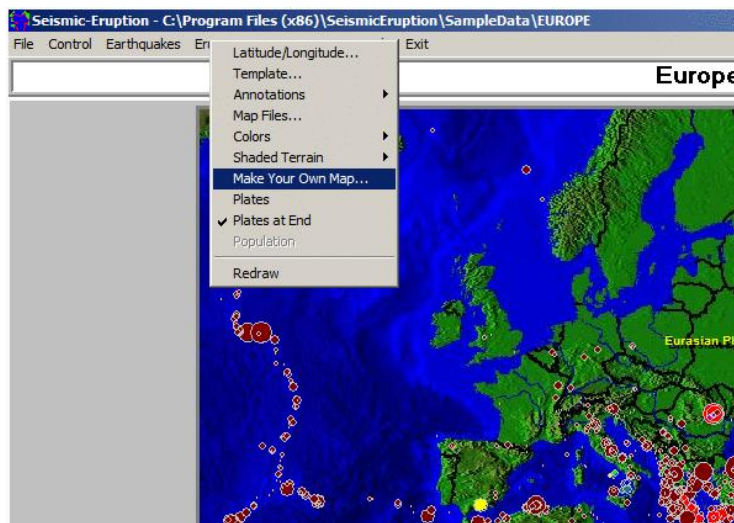 Seismic-Eruption - C:\Program Files (x86)\SeismicEruption\SampleData\EUROPE
File Control Earthquakes Exit
Europe
Latitude/Longitude...
Template...
Annotations
Map Files...
Colors
Shaded Terrain
Make Your Own Map...
Plates
Plates at End
Population
Redraw
Eurasian